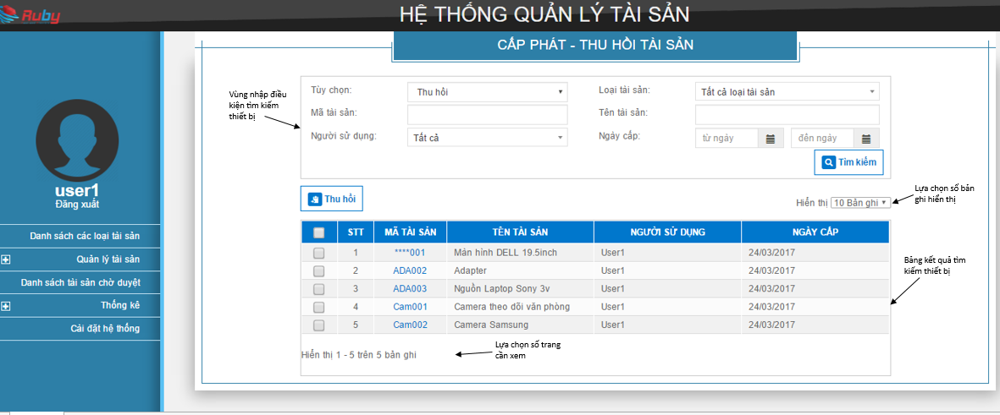 Ruby
HỆ THỐNG QUẢN LÝ TÀI SẢN
CẤP PHÁT - THU HỒI TÀI SẢN
user1
Đăng xuất
Danh sách các loại tài sản
Quản lý tài sản
Danh sách tài sản chờ duyệt
Thống kê
Cài đặt hệ thống
Vùng nhập điều
kiện tìm kiếm
thiết bị
Tùy chọn: Thu hồi Loại tài sản: Tất cả loại tài sản
Mã tài sản: Tên tài sản:
Người sử dụng: Tất cả Ngày cấp: từ ngày đến ngày
Tìm kiếm
Thu hồi
Hiển thị 10 Bản ghi
Lựa chọn số bản
ghi hiển thị
STT MÃ TÀI SẢN TÊN TÀI SẢN NGƯỜI SỬ DỤNG NGÀY CẤP
1 ****001 Màn hình DELL 19.5inch User1 24/03/2017
2 ADA002 Adapter User1 24/03/2017
3 ADA003 Nguồn Laptop Sony 3v User1 24/03/2017
4 Cam001 Camera theo dõi văn phòng User1 24/03/2017
5 Cam002 Camera Samsung User1 24/03/2017
Bảng kết quả tìm
kiếm thiết bị
Hiển thị 1 - 5 trên 5 bản ghi
Lựa chọn số trang
cần xem